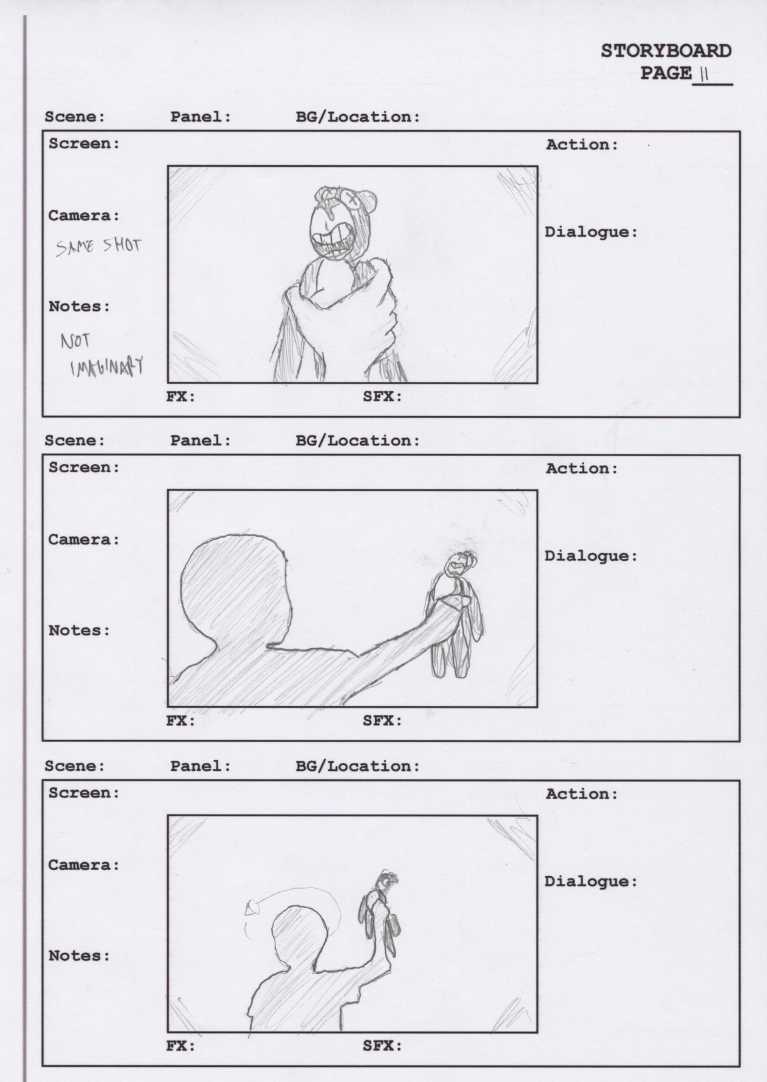 STORYBOARD
PAGE 11
Scene: Panel: BG/Location:
Screen:
Action:
Camera:
SAME SHOT
Dialogue:
Notes:
NOT
IMAGINARY
FX: SFX:
Scene: Panel: BG/Location:
Screen:
Action:
Camera:
Dialogue:
Notes:
FX: SFX:
Scene: Panel: BG/Location:
Screen:
Action:
Camera:
Dialogue:
Notes:
FX: SFX: